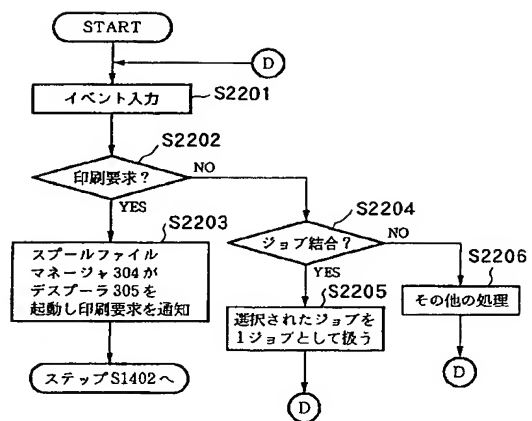 START
D
イベント入力
S2201
S2202
印刷要求？
NO
YES
S2203
スプールファイル
マネージャ304が
デスプーラ305を
起動し印刷要求を通知
ステップS1402へ
S2204
ジョブ結合？
NO
YES
S2205
選択されたジョブを
1ジョブとして扱う
D
S2206
その他の処理
D